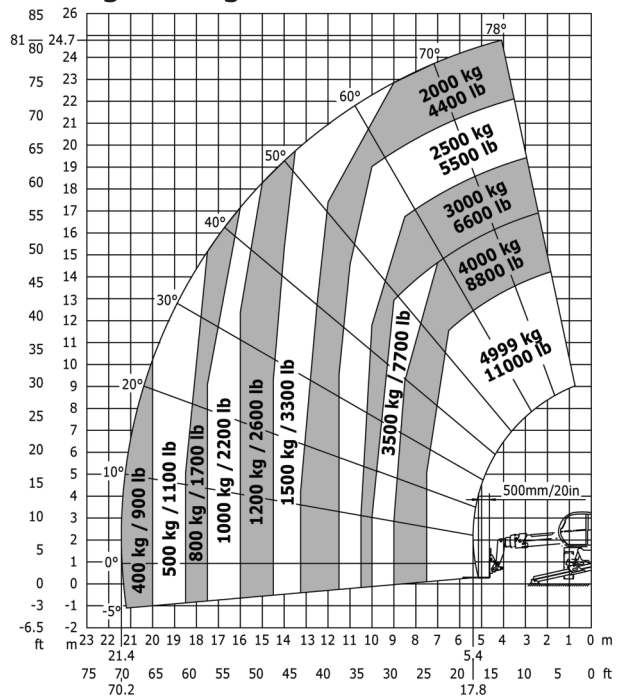 85 26
81 80 24.7
24
75 23
22
70 21
20
65 19
60 18
17
55 16
50 15
14
45 13
40 12
11
35 10
30 9
8
25 7
20 6
5
15 4
10 3
2
5 1
0 0
-3 -1
-6.5 -2
ft m
78°
70°
60°
50°
40°
30°
20°
10°
0°
-5°
2000 kg
4400 lb
2500 kg
5500 lb
3000 kg
6600 lb
4000 kg
8800 lb
4999 kg
11000 lb
400 kg / 900 lb
500 kg / 1100 lb
800 kg / 1700 lb
1000 kg / 2200 lb
1200 kg / 2600 lb
1500 kg / 3300 lb
3500 kg / 7700 lb
500mm/20in
23 22 21 20 19 18 17 16 15 14 13 12 11 10 9 8 7 6 5 4 3 2 1 0 m
21.4 5.4
75 70 65 60 55 50 45 40 35 30 25 20 15 10 5 0 ft
70.2 17.8